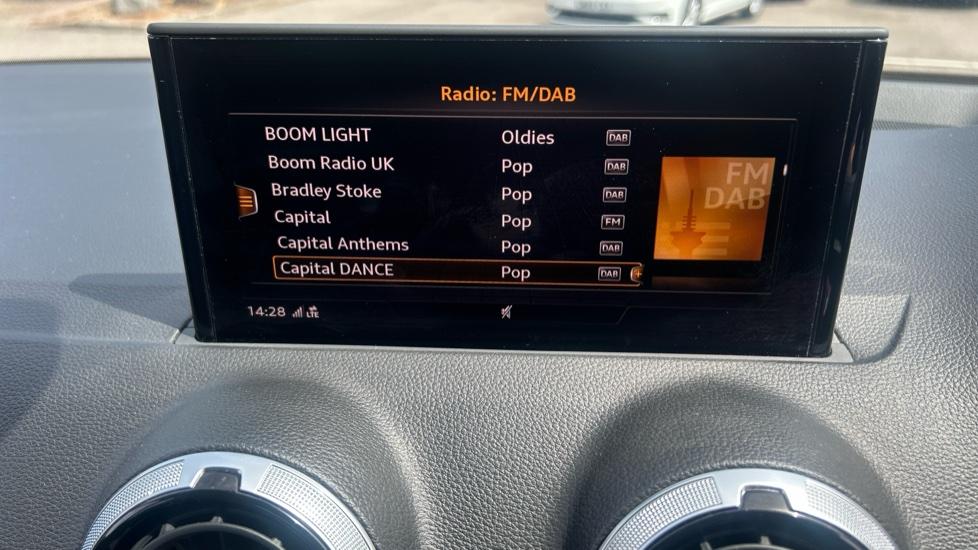 Radio: FM/DAB
BOOM LIGHT Oldies DAB
Boom Radio UK Pop DAB
Bradley Stoke Pop DAB
Capital Pop FM
Capital Anthems Pop DAB
Capital DANCE Pop DAB
FM
DAB
14:28 LTE